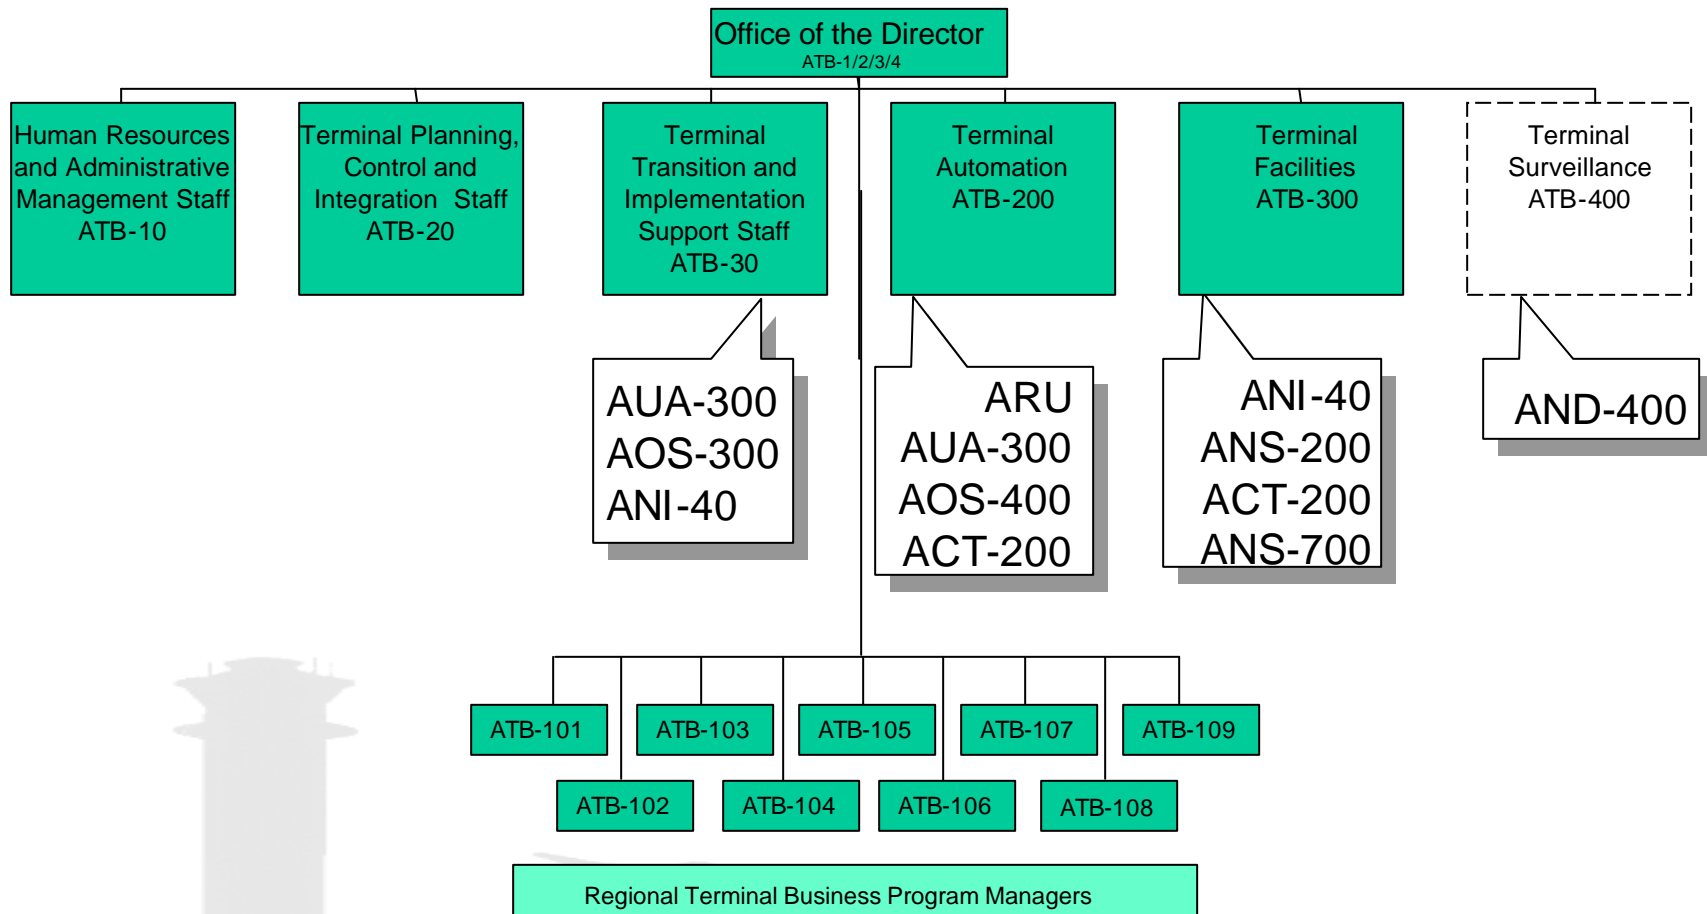 Office of the Director
ATB-1/2/3/4
Human Resources
and Administrative
Management Staff
ATB-10
Terminal Planning,
Control and
Integration Staff
ATB-20
Terminal
Transition and
Implementation
Support Staff
ATB-30
Terminal
Automation
ATB-200
Terminal
Facilities
ATB-300
Terminal
Surveillance
ATB-400
AUA-300
AOS-300
ANI-40
ARU
AUA-300
AOS-400
ACT-200
ANI-40
ANS-200
ACT-200
ANS-700
AND-400
ATB-101
ATB-103
ATB-105
ATB-107
ATB-109
ATB-102
ATB-104
ATB-106
ATB-108
Regional Terminal Business Program Managers